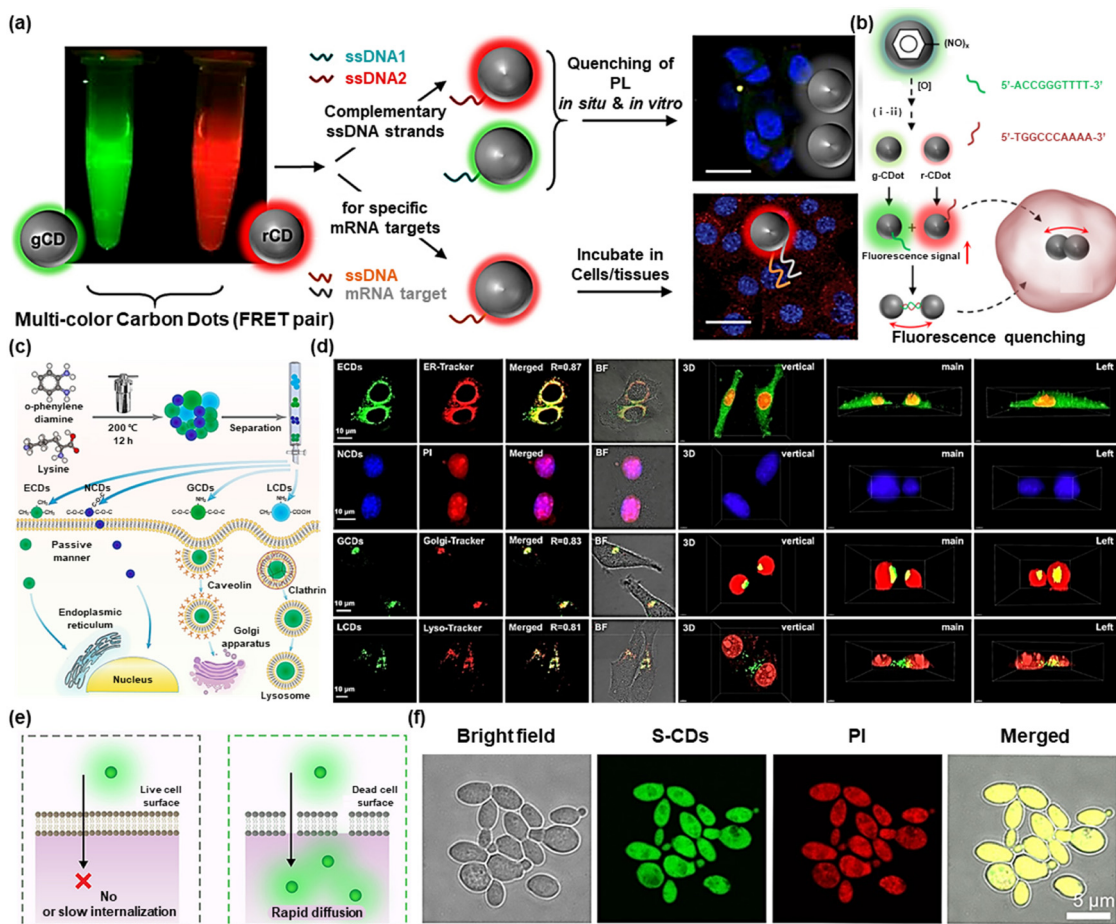 (a)
gCD
rCD
Multi-color Carbon Dots (FRET pair)
ssDNA1
ssDNA2
Complementary
ssDNA strands
for specific
mRNA targets
ssDNA
mRNA target
Quenching of
PL
in situ & in vitro
Incubate in
Cells/tissues
(b)
(NO)x
[O]
(i-ii)
5'-ACCGGGTTTT-3'
5'-TGGCCCAAAA-3'
g-CDot
r-CDot
+
Fluorescence signal
Fluorescence quenching
(c)
o-phenylene
diamine
Lysine
200 ℃
12 h
Separation
ECDs
NCDs
GCDs
LCDs
CH3
CH3
CH3
C-O-C
C-O-C
NH2
C-O-C
C-O-C
NH2
CH3
COOH
Passive
manner
Caveolin
Clathrin
Endoplasmic
reticulum
Golgi
apparatus
Nucleus
Lysosome
(d)
ECDs
ER-Tracker
Merged R=0.87
BF
3D
vertical
main
Left
10 μm
NCDs
PI
Merged
BF
3D
vertical
main
Left
10 μm
GCDs
Golgi-Tracker
Merged R=0.83
BF
3D
vertical
main
Left
10 μm
LCDs
Lyso-Tracker
Merged R=0.81
BF
3D
vertical
main
Left
10 μm
(e)
Live cell
surface
No
or slow internalization
Dead cell
surface
Rapid diffusion
(f)
Bright field
S-CDs
PI
Merged
5 μm